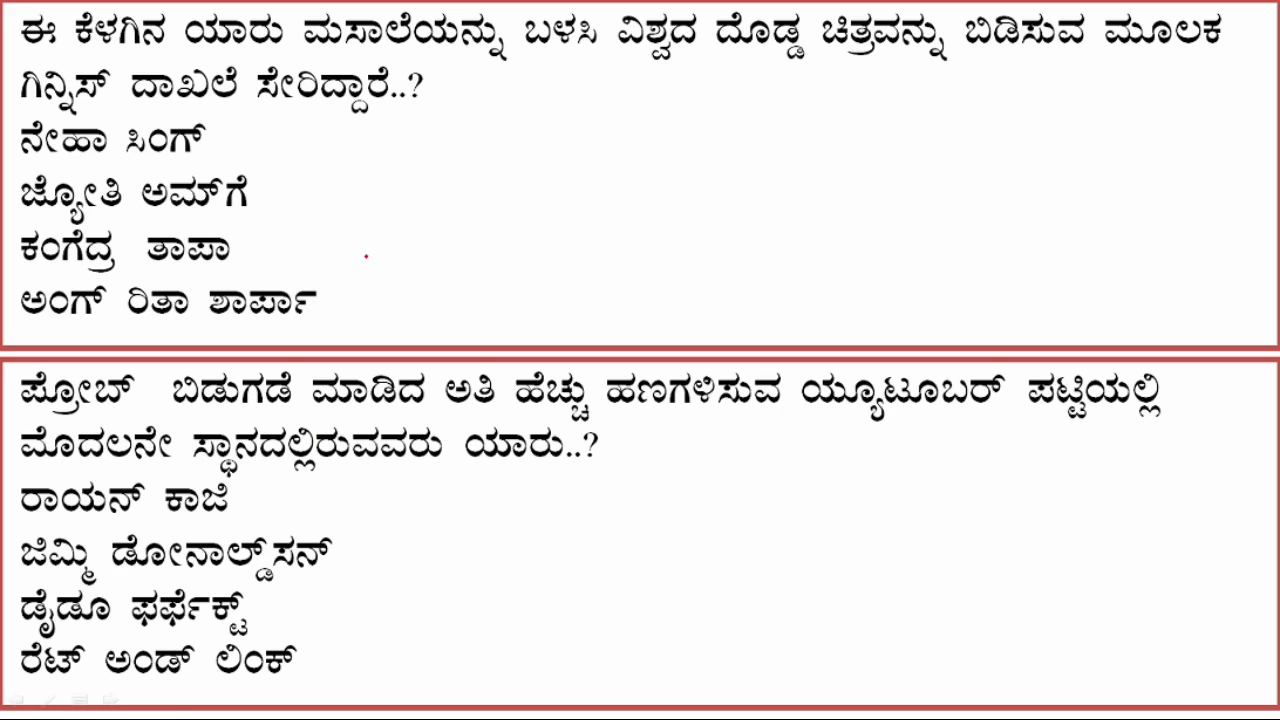 ಈ ಕೆಳಗಿನ ಯಾರು ಮಸಾಲೆಯನ್ನು ಬಳಸಿ ವಿಶ್ವದ ದೊಡ್ಡ ಚಿತ್ರವನ್ನು ಬಿಡಿಸುವ ಮೂಲಕ
ಗಿನ್ನಿಸ್ ದಾಖಲೆ ಸೇರಿದ್ದಾರೆ..?
ನೇಹಾ ಸಿಂಗ್
ಜ್ಯೋತಿ ಅಮ್‌ಗೆ
ಕಂಗೆದ್ರ ತಾಪಾ
ಅಂಗ್ ರಿತಾ ಶಾರ್ಪಾ
ಪ್ರೋಬ್ ಬಿಡುಗಡೆ ಮಾಡಿದ ಅತಿ ಹೆಚ್ಚು ಹಣಗಳಿಸುವ ಯ್ಯೂಟೂಬರ್ ಪಟ್ಟಿಯಲ್ಲಿ
ಮೊದಲನೇ ಸ್ಥಾನದಲ್ಲಿರುವವರು ಯಾರು..?
ರಾಯನ್ ಕಾಜಿ
ಜಿಮ್ಮಿ ಡೋನಾಲ್ಡ್‌ಸನ್
ಡೈಡೂ ಫರ್ಫೆಕ್ಟ್
ರೆಟ್ ಅಂಡ್ ಲಿಂಕ್